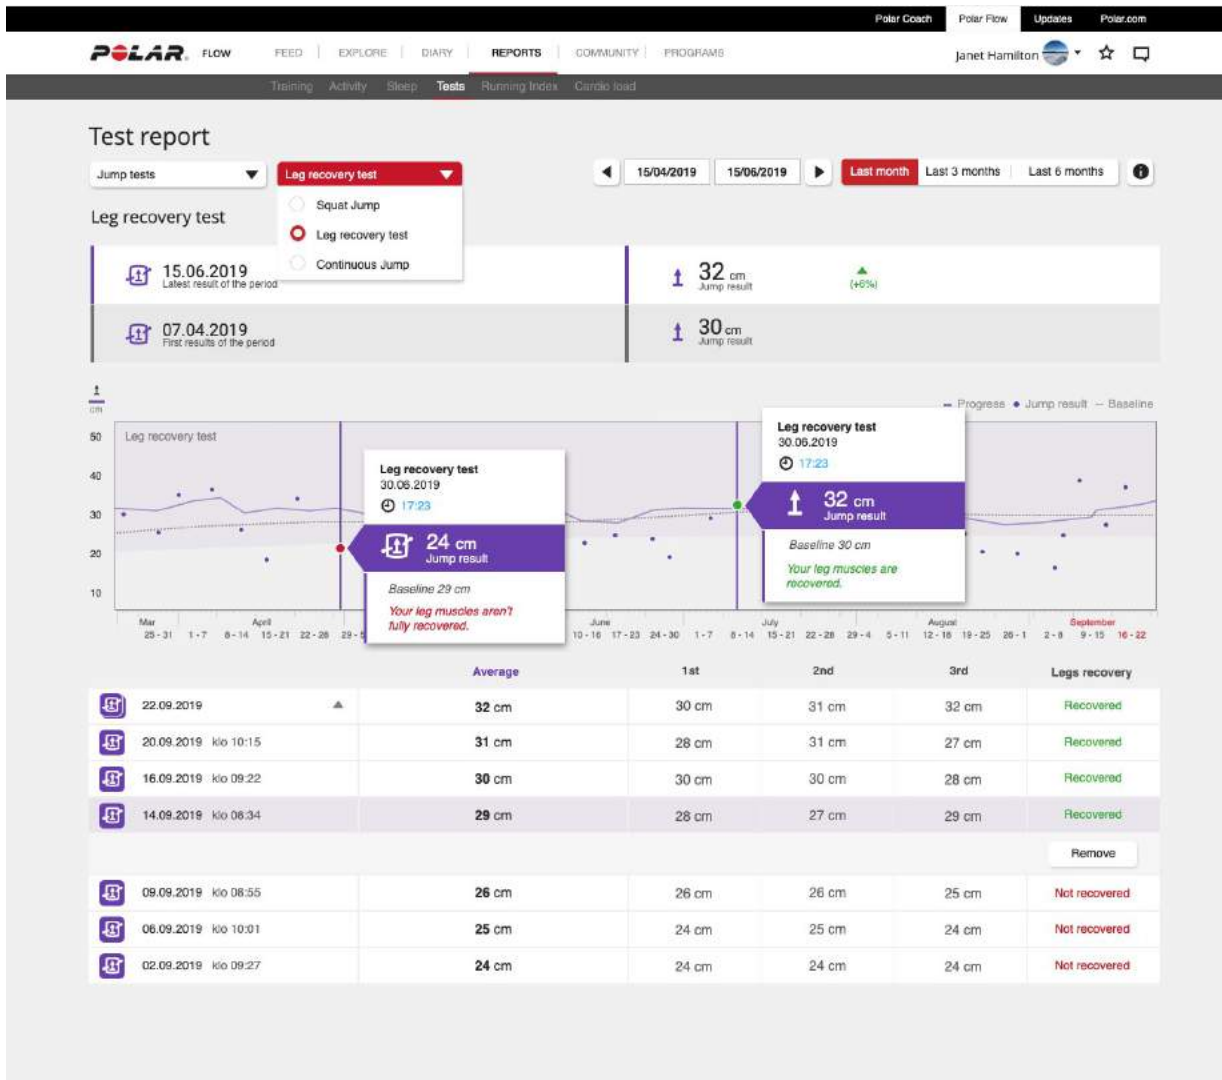 Polar Coach Polar Flow Updates Polar.com
POLAR. FLOW FEED EXPLORE DIARY REPORTS COMMUNITY PROGRAMS Janet Hamilton
Training Activity Sleep Tests Running Index Cardio load
Test report
Jump tests Leg recovery test 15/04/2019 15/06/2019 Last month Last 3 months Last 6 months
Squat Jump
Leg recovery test
Leg recovery test
Continuous Jump
15.06.2019 32 cm
Latest result of the period Jump result (+6%)
07.04.2019 30 cm
First results of the period Jump result
cm
Progress Jump result Baseline
50 Leg recovery test
40
30
20
10
Leg recovery test
30.06.2019
17:23
24 cm
Jump result
Baseline 29 cm
Your leg muscles aren't
fully recovered.
Leg recovery test
30.06.2019
17:23
32 cm
Jump result
Baseline 30 cm
Your leg muscles are
recovered.
Mar April June July August September
25 - 31 1 - 7 8 - 14 15 - 21 22 - 28 29 - 10 - 16 17 - 23 24 - 30 1 - 7 8 - 14 15 - 21 22 - 28 29 - 4 5 - 11 12 - 18 19 - 25 26 - 1 2 - 8 9 - 15 16 - 22
Average 1st 2nd 3rd Legs recovery
22.09.2019 32 cm 30 cm 31 cm 32 cm Recovered
20.09.2019 klo 10:15 31 cm 28 cm 31 cm 27 cm Recovered
16.09.2019 klo 09:22 30 cm 30 cm 30 cm 28 cm Recovered
14.09.2019 klo 08:34 29 cm 28 cm 27 cm 29 cm Recovered
Remove
09.09.2019 klo 08:55 26 cm 26 cm 26 cm 25 cm Not recovered
06.09.2019 klo 10:01 25 cm 24 cm 25 cm 24 cm Not recovered
02.09.2019 klo 09:27 24 cm 24 cm 24 cm 24 cm Not recovered